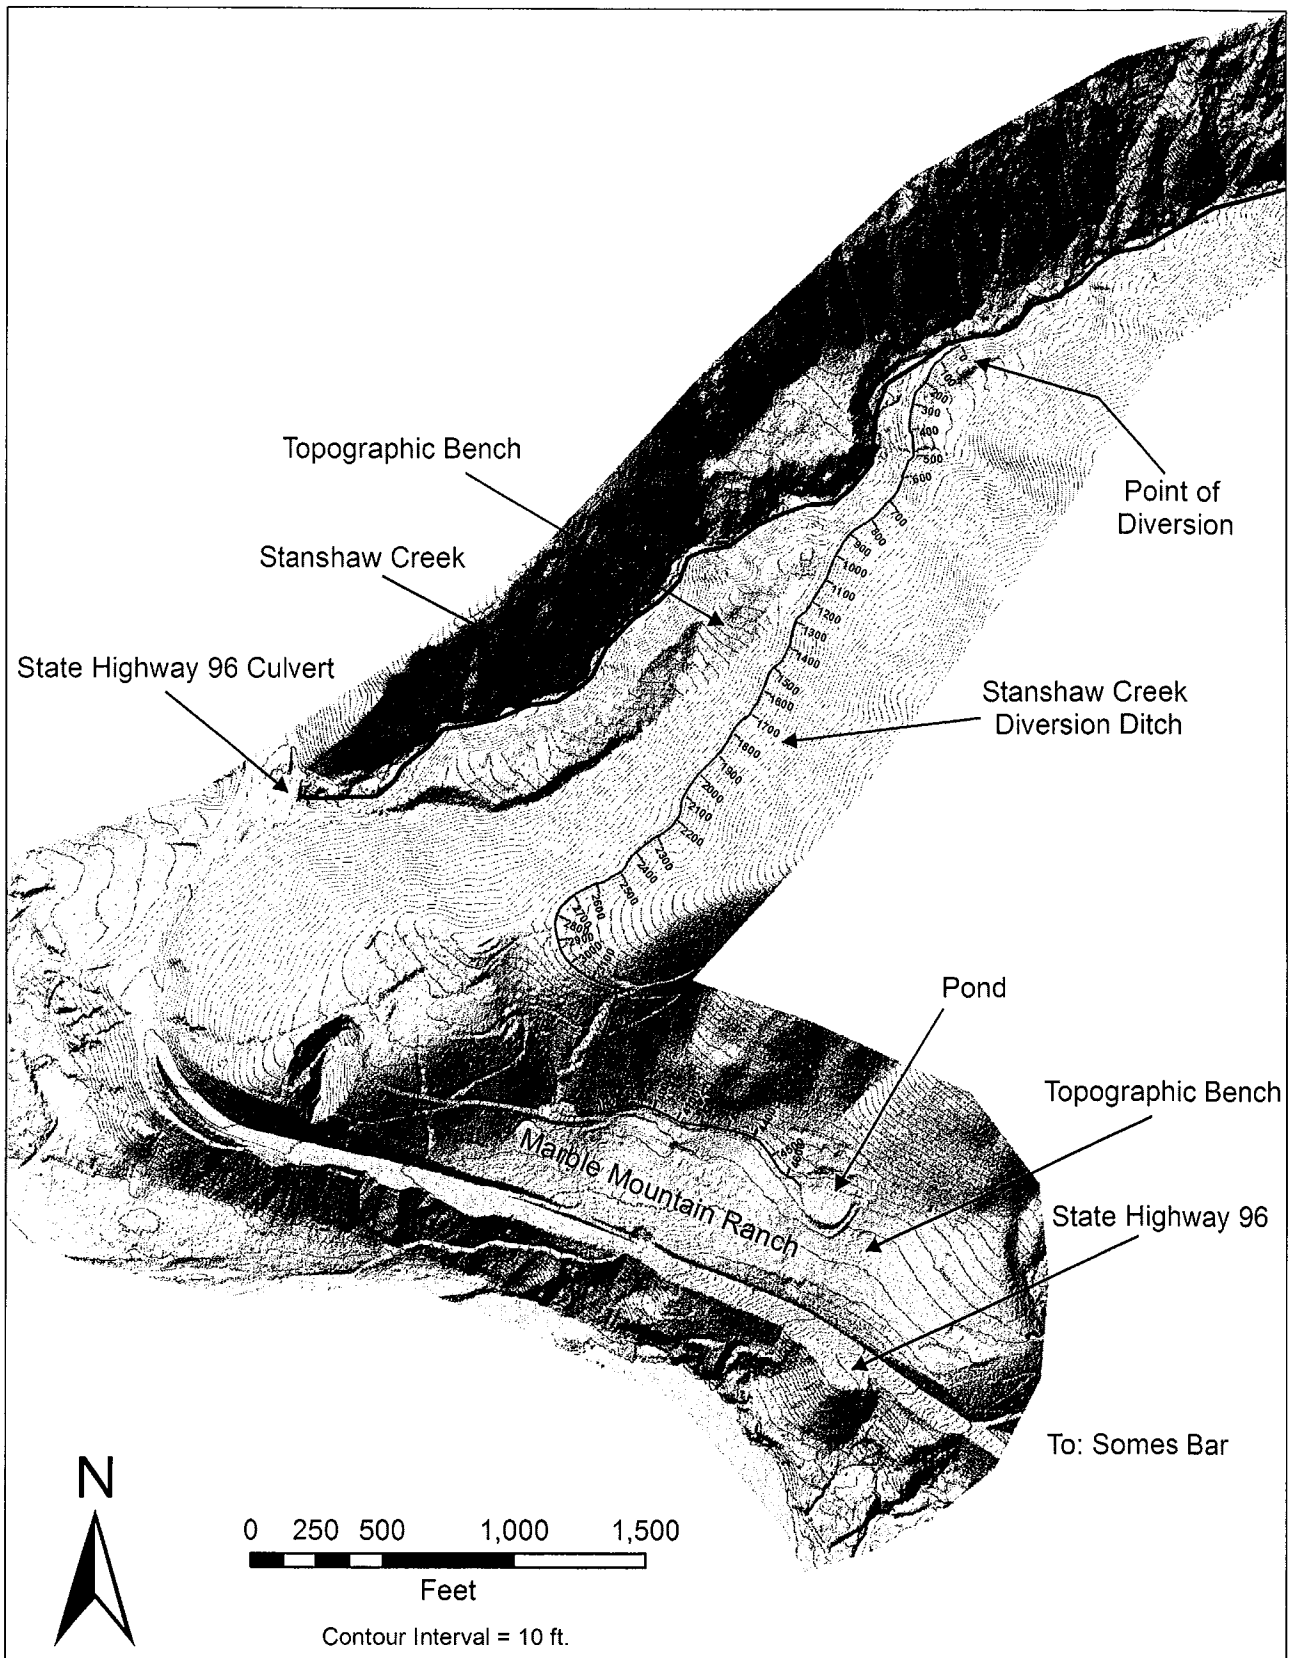 Topographic Bench
Stanshaw Creek
State Highway 96 Culvert
Point of
Diversion
0
100
200
300
400
500
600
700
800
900
1000
1100
1200
1300
1400
1500
1600
1700
1800
1900
2000
2100
2200
2300
2400
2500
2600
2700
2800
2900
3000
Stanshaw Creek
Diversion Ditch
Pond
Topographic Bench
Marble Mountain Ranch
State Highway 96
To: Somes Bar
N
0 250 500 1,000 1,500
Feet
Contour Interval = 10 ft.